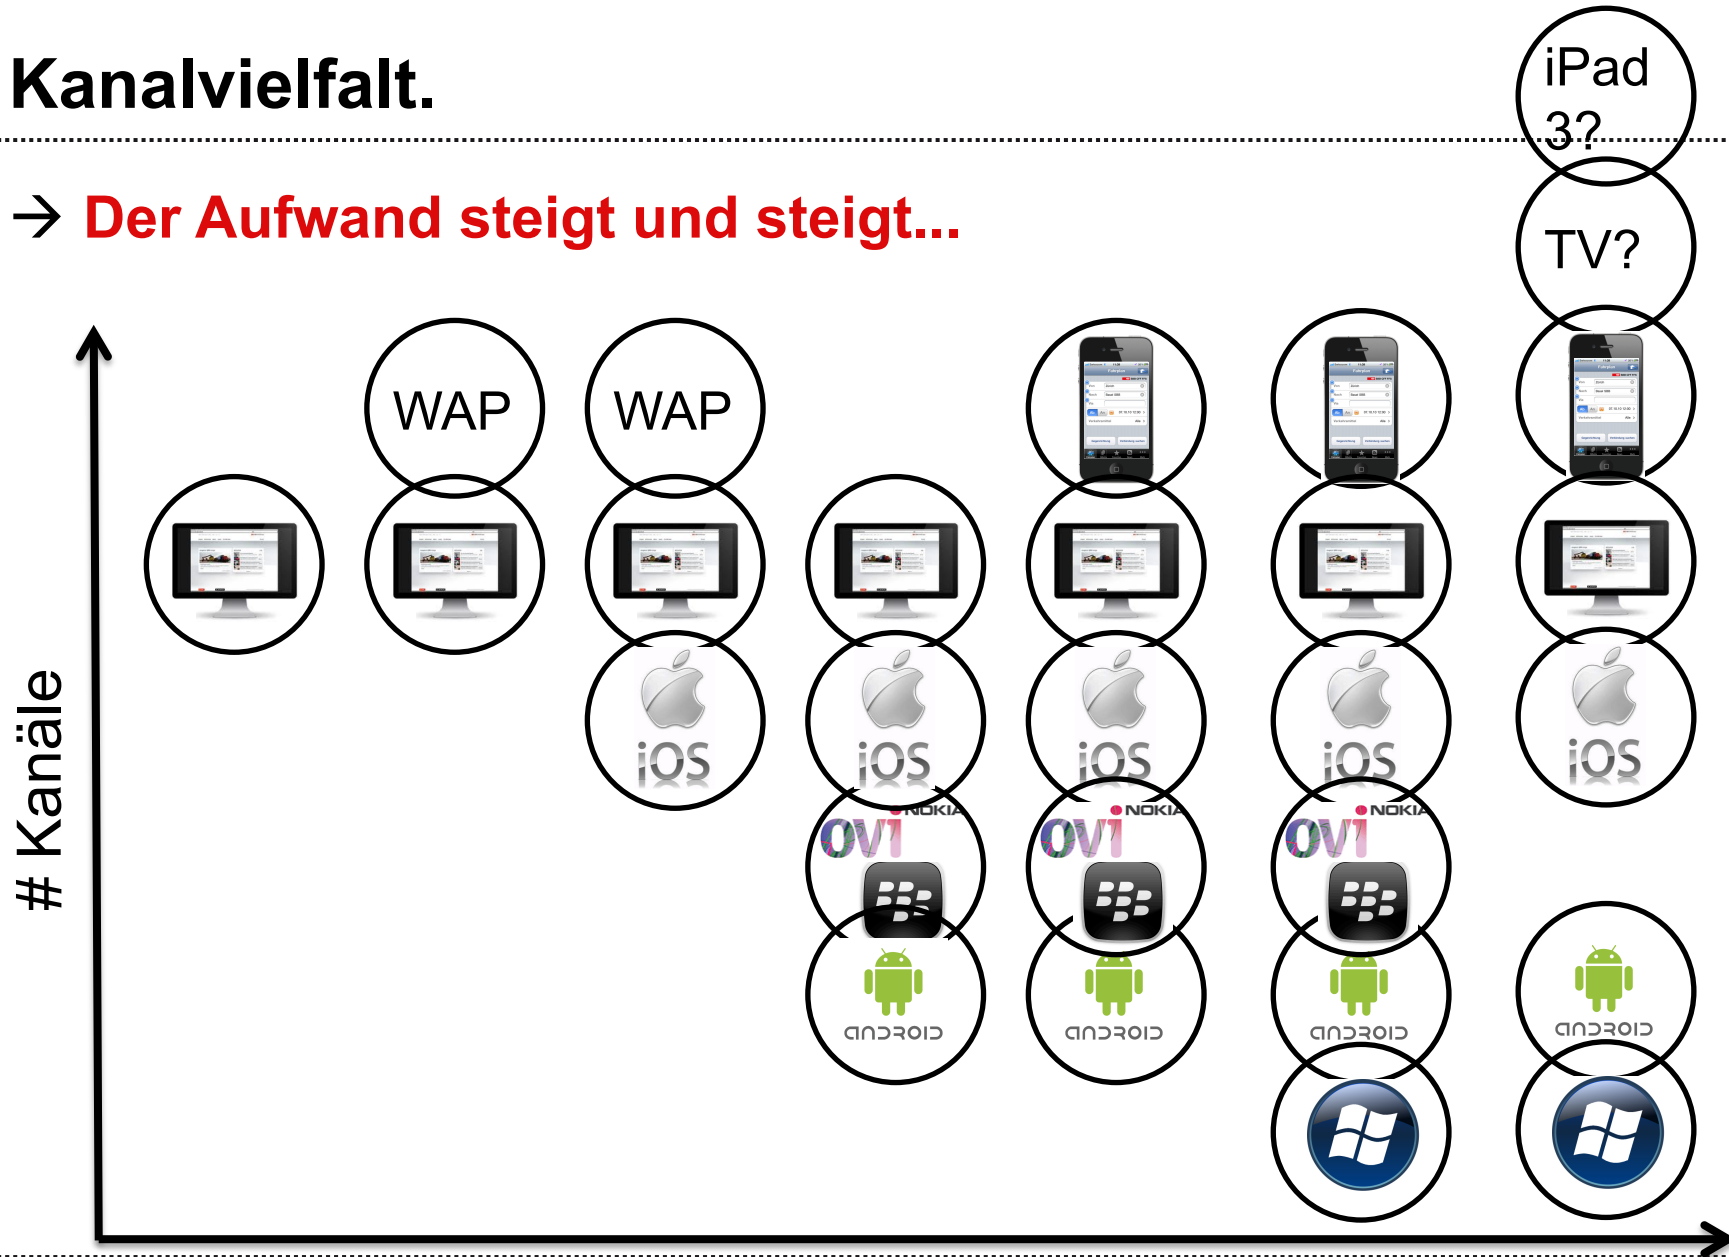 Kanalvielfalt.
iPad
3?
→ Der Aufwand steigt und steigt...
TV?
WAP
WAP
# Kanäle
iOS
iOS
iOS
iOS
iOS
NOKIA
OVI
NOKIA
OVI
NOKIA
OVI
ANDROID
ANDROID
ANDROID
ANDROID